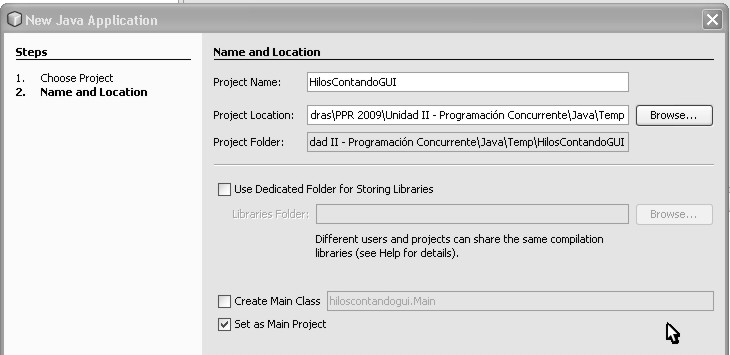 New Java Application
Steps
1. Choose Project
2. Name and Location
Name and Location
Project Name: HilosContandoGUI
Project Location: dras\PPR 2009\Unidad II - Programación Concurrente\Java\Temp Browse...
Project Folder: dad II - Programación Concurrente\Java\Temp\HilosContandoGUI
Use Dedicated Folder for Storing Libraries
Libraries Folder: Browse...
Different users and projects can share the same compilation
libraries (see Help for details).
Create Main Class hiloscontandogui.Main
Set as Main Project